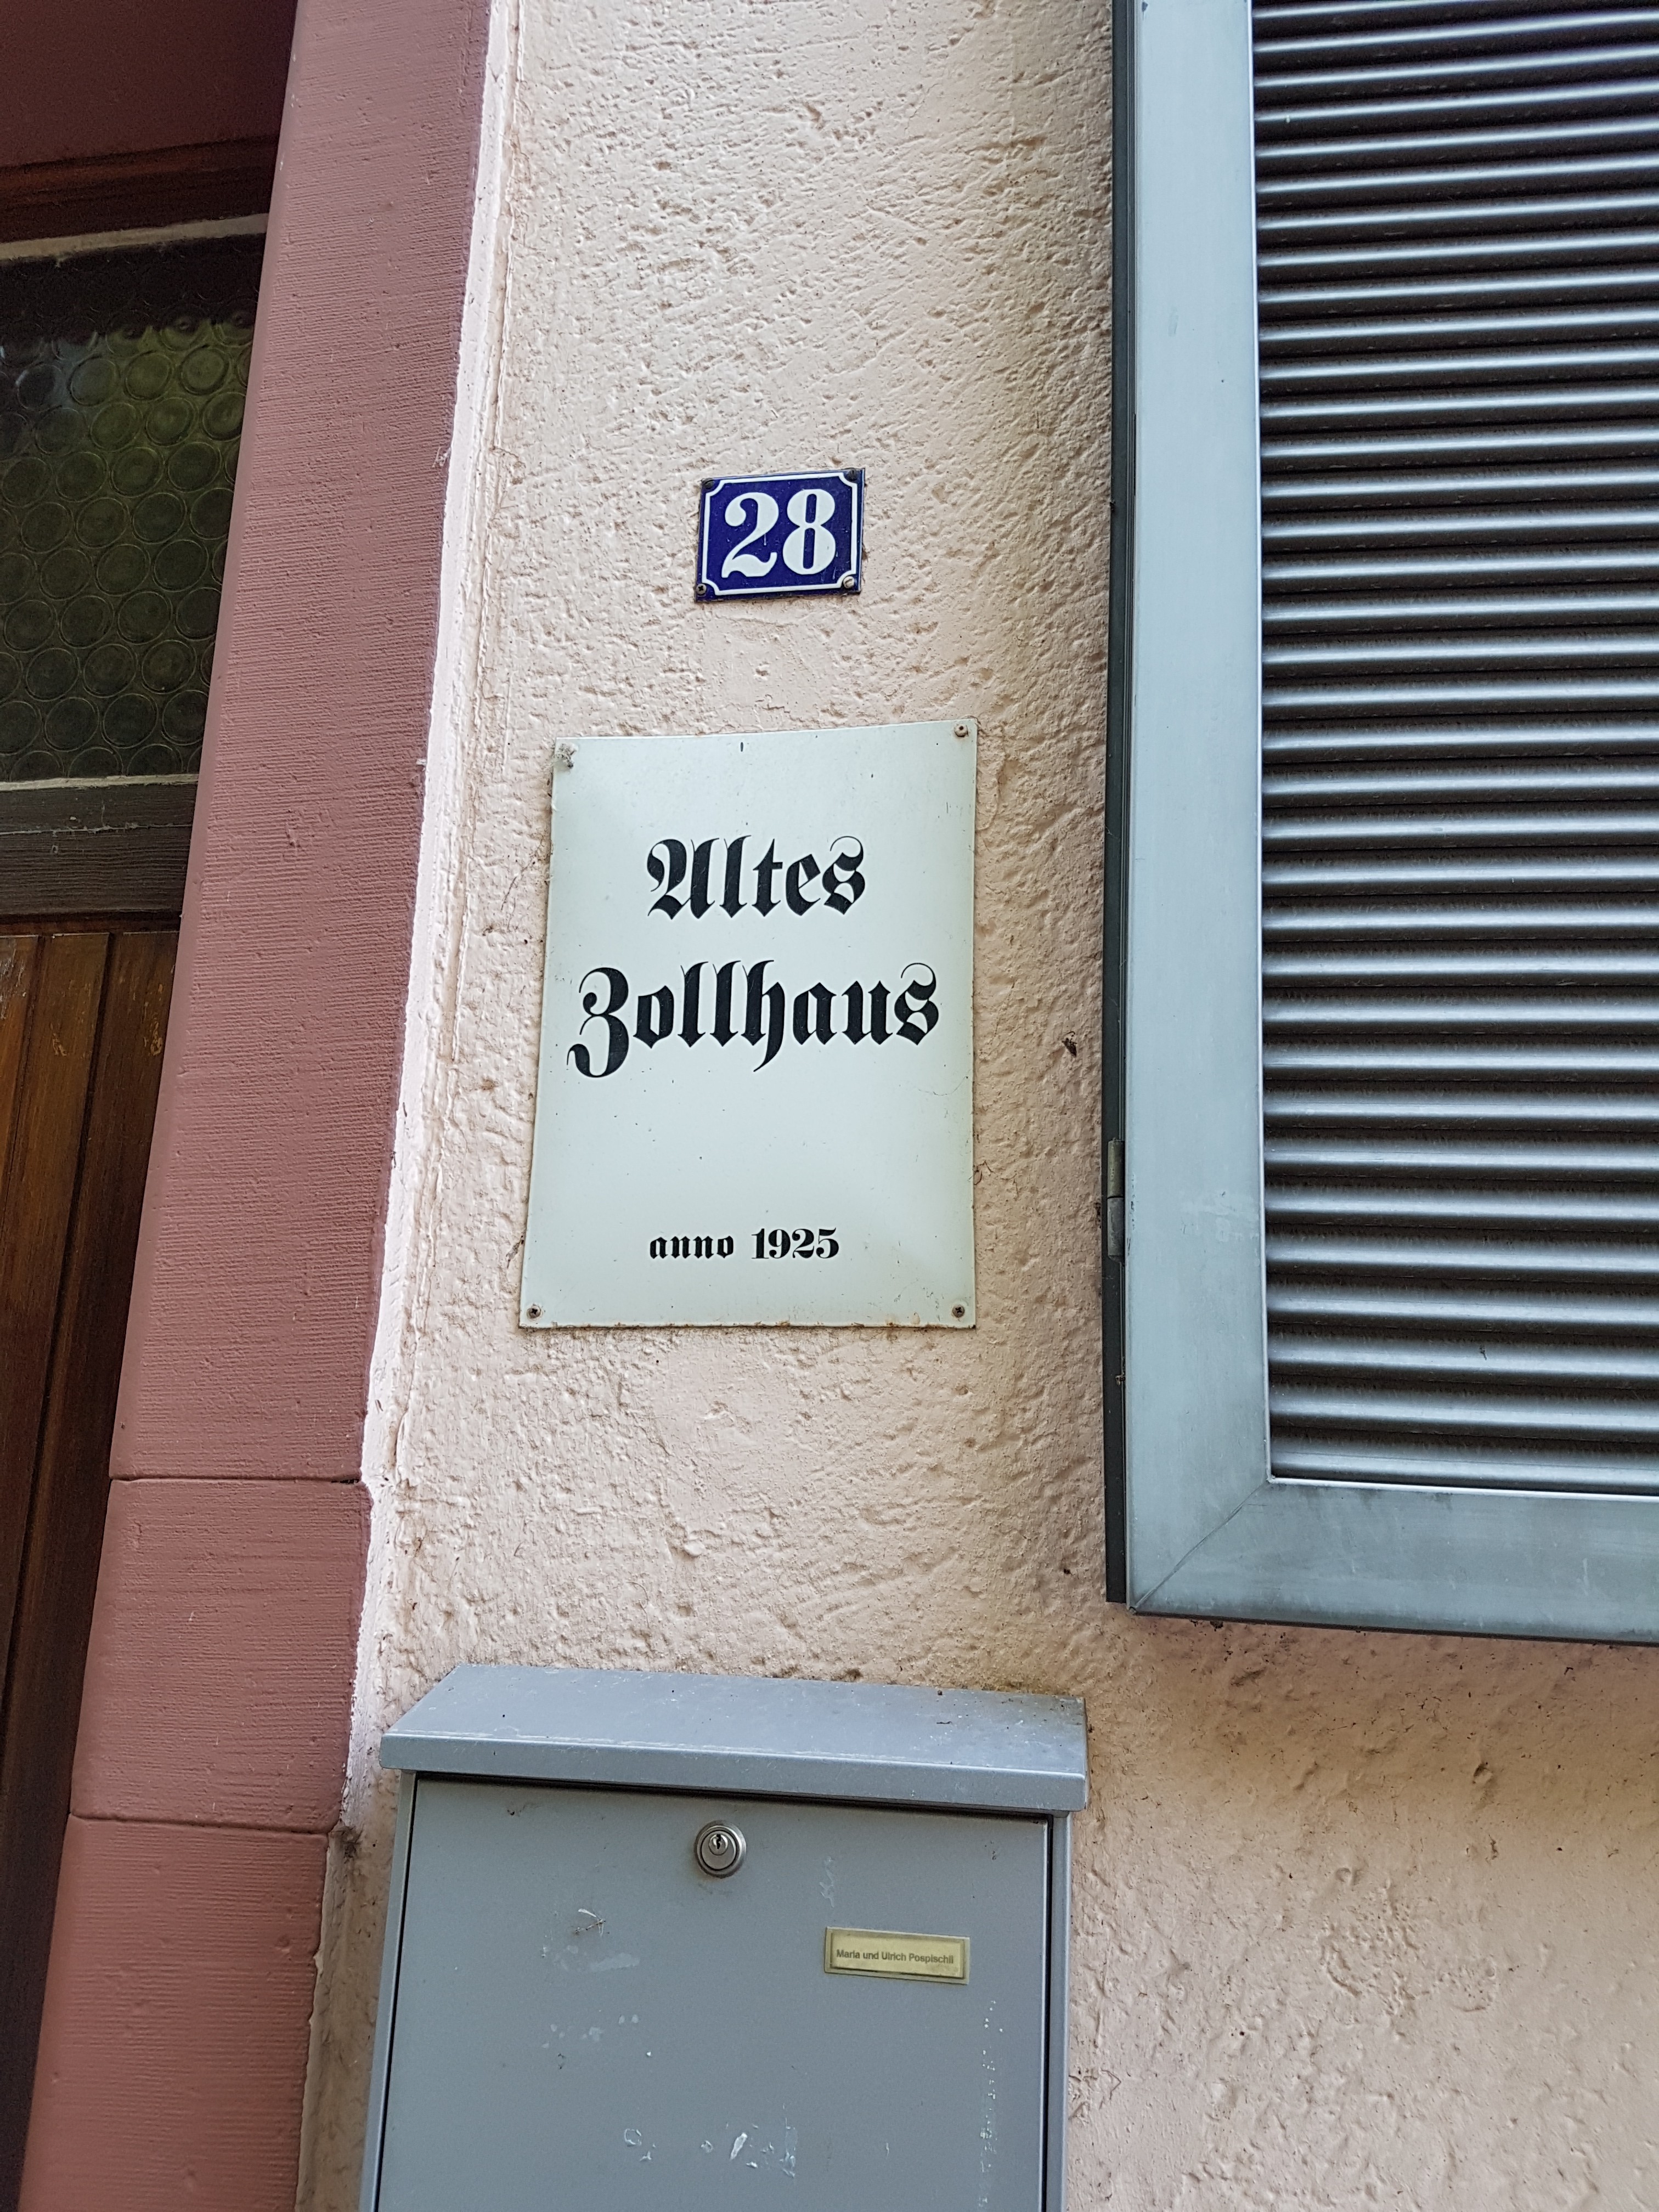 28
Altes
Zollhaus
anno 1925
Maria und Ulrich Pospischil